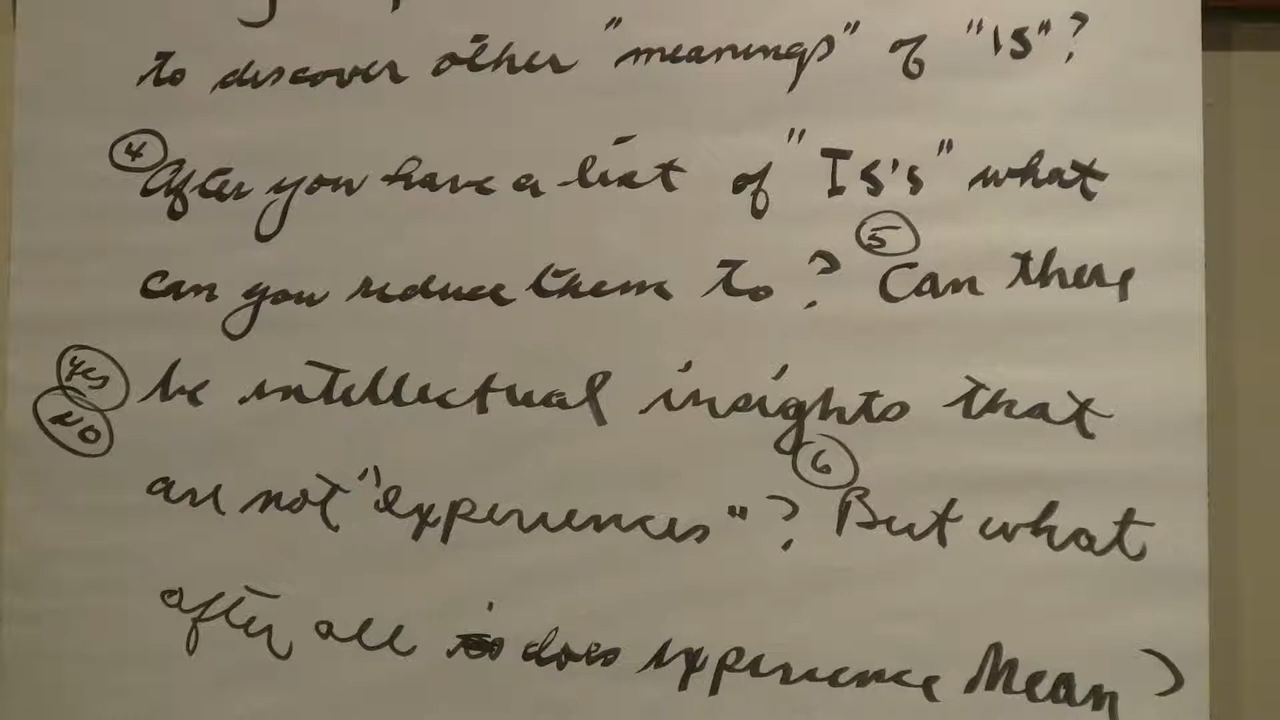 to discover other "meanings" of "IS"?
④ After you have a list of "IS's" what
can you reduce them to? ⑤ Can there
Yes be intellectual insights that
NO
are not "experiences"? ⑥ But what
after all does experience Mean?